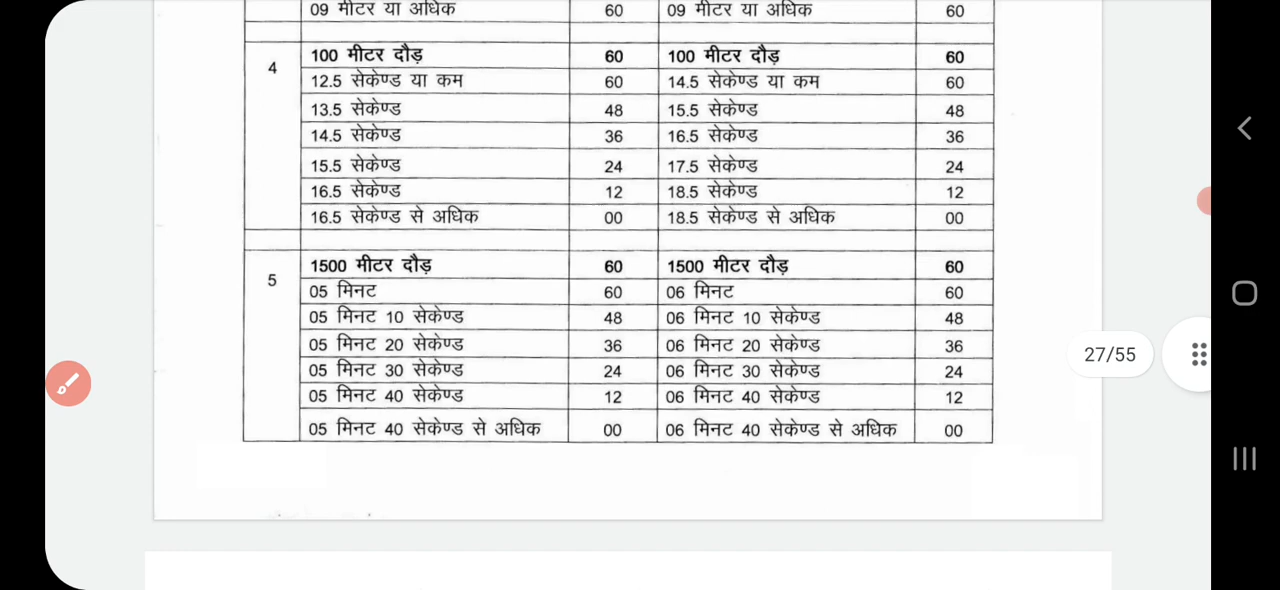 09 मीटर या अधिक 60 09 मीटर या अधिक 60
4 100 मीटर दौड़ 60 100 मीटर दौड़ 60
12.5 सेकेण्ड या कम 60 14.5 सेकेण्ड या कम 60
13.5 सेकेण्ड 48 15.5 सेकेण्ड 48
14.5 सेकेण्ड 36 16.5 सेकेण्ड 36
15.5 सेकेण्ड 24 17.5 सेकेण्ड 24
16.5 सेकेण्ड 12 18.5 सेकेण्ड 12
16.5 सेकेण्ड से अधिक 00 18.5 सेकेण्ड से अधिक 00
5 1500 मीटर दौड़ 60 1500 मीटर दौड़ 60
05 मिनट 60 06 मिनट 60
05 मिनट 10 सेकेण्ड 48 06 मिनट 10 सेकेण्ड 48
05 मिनट 20 सेकेण्ड 36 06 मिनट 20 सेकेण्ड 36
05 मिनट 30 सेकेण्ड 24 06 मिनट 30 सेकेण्ड 24
05 मिनट 40 सेकेण्ड 12 06 मिनट 40 सेकेण्ड 12
05 मिनट 40 सेकेण्ड से अधिक 00 06 मिनट 40 सेकेण्ड से अधिक 00
27/55